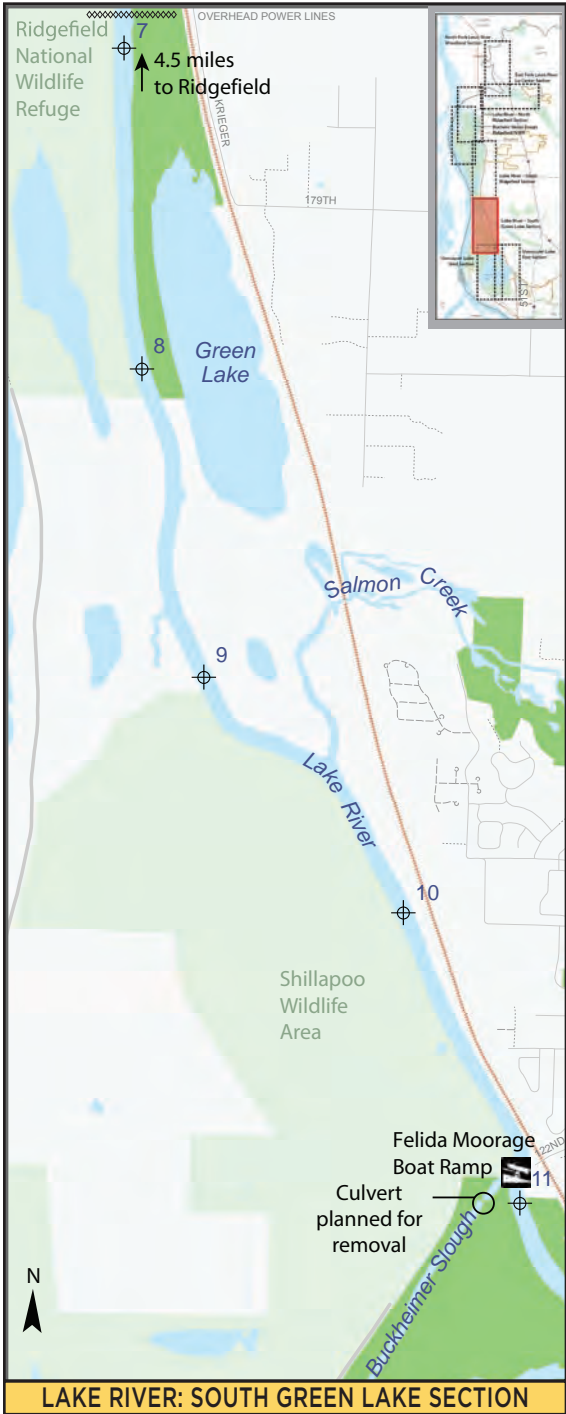 OVERHEAD POWER LINES
Ridgefield
National
Wildlife
Refuge
7
4.5 miles
to Ridgefield
KRIEGER
179TH
8
Green
Lake
Salmon Creek
9
Lake River
10
Shillapoo
Wildlife
Area
Felida Moorage
Boat Ramp
122ND
11
Culvert
planned for
removal
Buckheimer Slough
N
LAKE RIVER: SOUTH GREEN LAKE SECTION